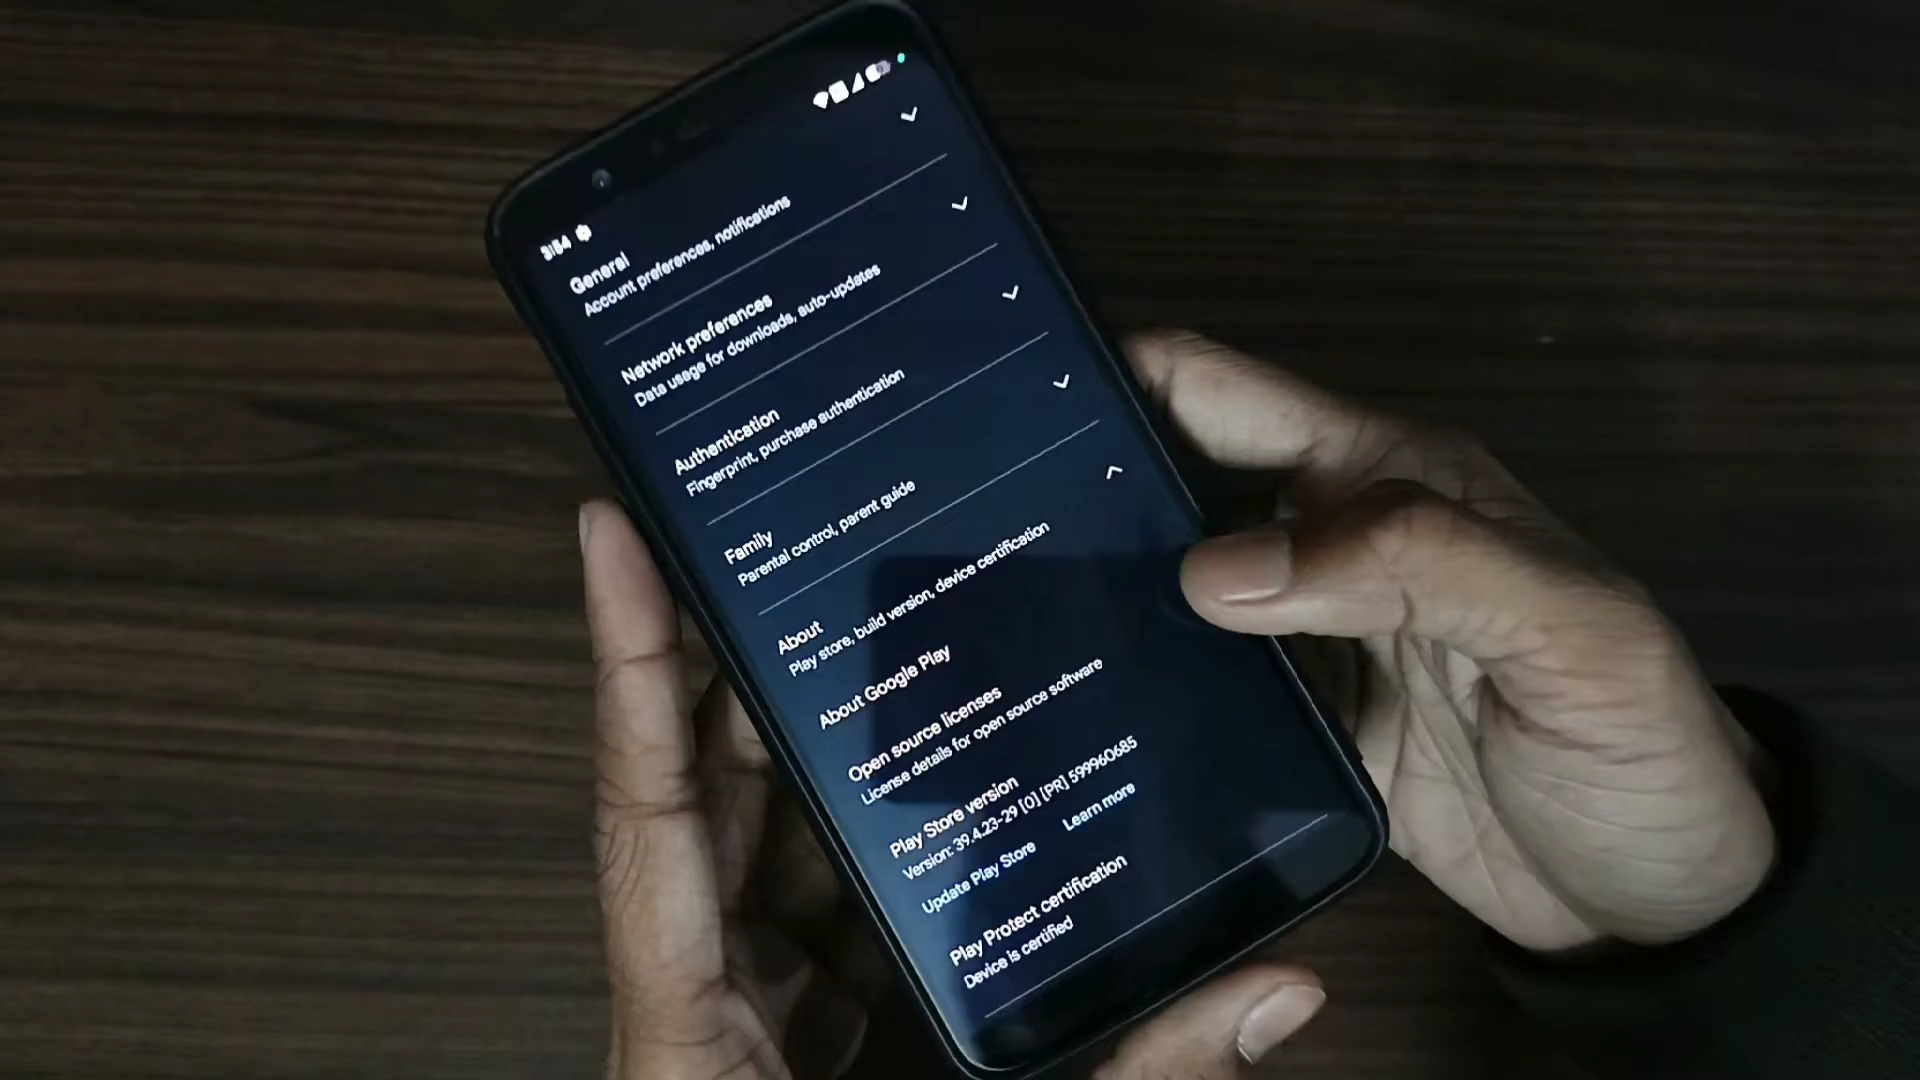 3:54
General
Account preferences, notifications
Network preferences
Data usage for downloads, auto-updates
Authentication
Fingerprint, purchase authentication
Family
Parental control, parent guide
About
Play store, build version, device certification
About Google Play
Open source licenses
License details for open source software
Play Store version
Version: 39.4.23-29 [0] [PR] 599960685
Update Play Store Learn more
Play Protect certification
Device is certified